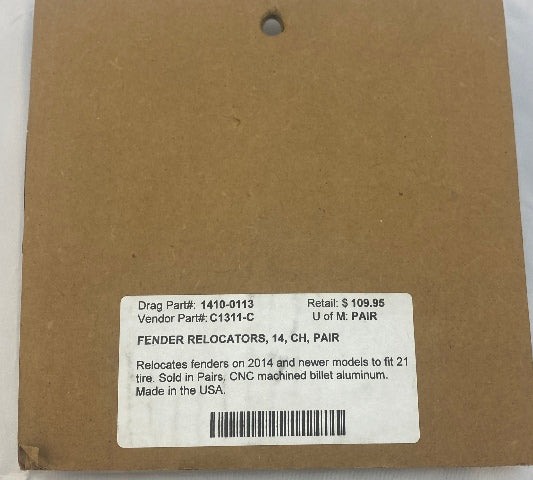 Drag Part#: 1410-0113 Retail: $ 109.95
Vendor Part#: C1311-C U of M: PAIR
FENDER RELOCATORS, 14, CH, PAIR
Relocates fenders on 2014 and newer models to fit 21
tire. Sold in Pairs, CNC machined billet aluminum.
Made in the USA.